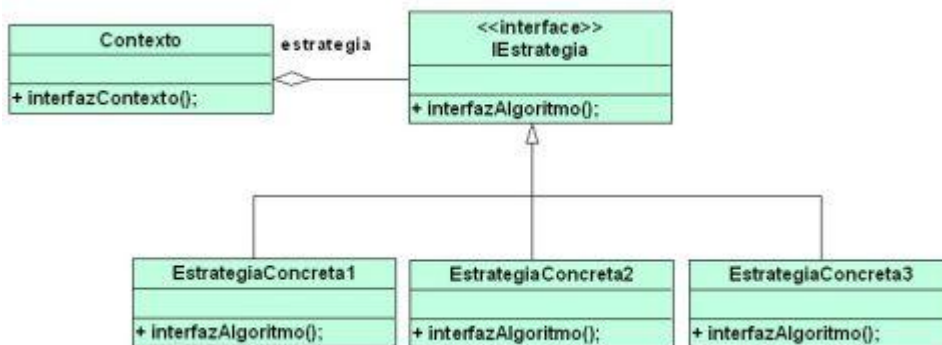 Contexto
+ interfazContexto();
estrategia
<<interface>>
IEstrategia
+ interfazAlgoritmo();
EstrategiaConcreta1
+ interfazAlgoritmo();
EstrategiaConcreta2
+ interfazAlgoritmo();
EstrategiaConcreta3
+ interfazAlgoritmo();